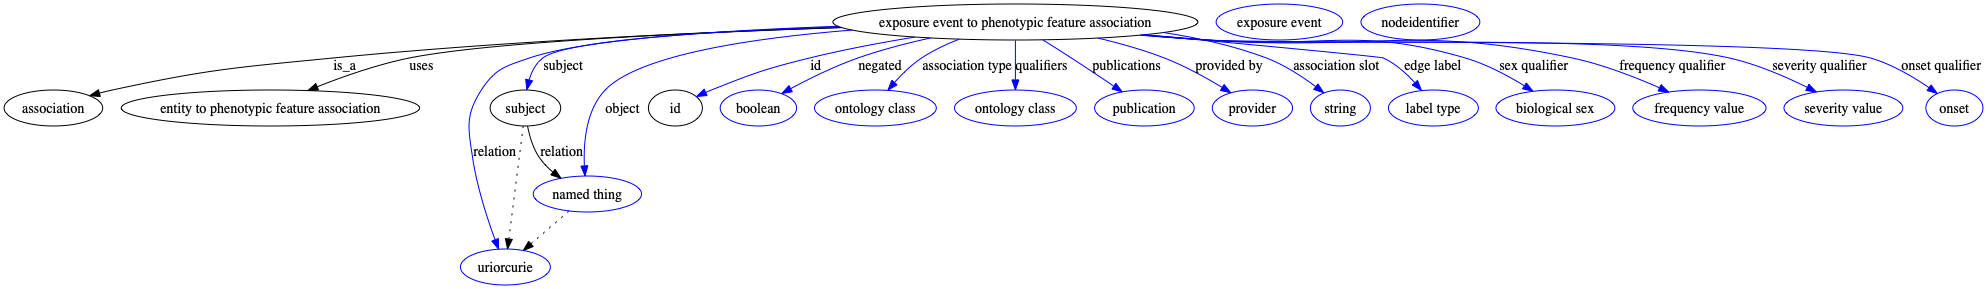 exposure event to phenotypic feature association
exposure event
nodeidentifier
is_a
uses
subject
id
negated
association type
qualifiers
publications
provided by
association slot
edge label
sex qualifier
frequency qualifier
severity qualifier
onset qualifier
association
entity to phenotypic feature association
subject
object
id
boolean
ontology class
ontology class
publication
provider
string
label type
biological sex
frequency value
severity value
onset
relation
relation
named thing
uriorcurie